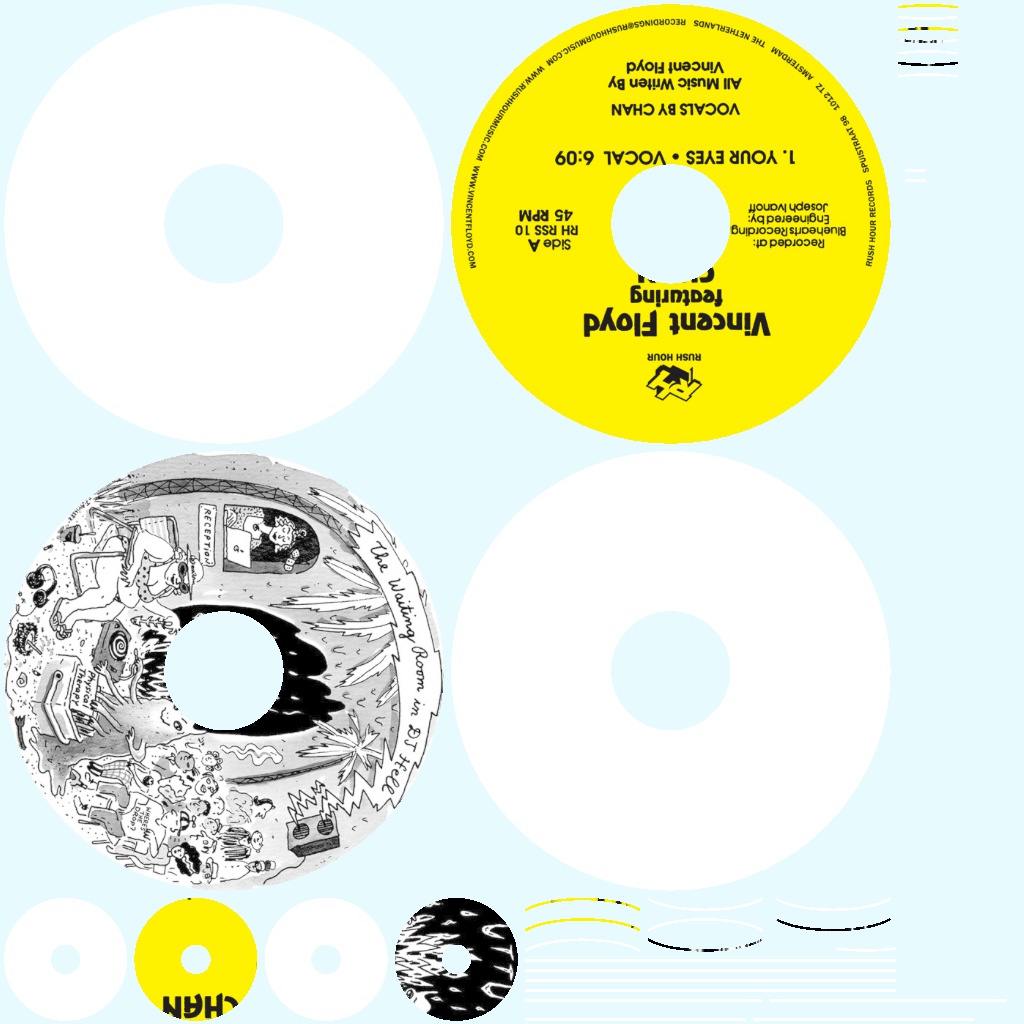 RUSH HOUR
Vincent Floyd
featuring
Side A
RH RSS 10
45 RPM
Recorded at:
Bluehearts Recording
Engineered by:
Joseph Ivanoff
1. YOUR EYES • VOCAL 6:09
VOCALS BY CHAN
All Music Writen By
Vincent Floyd
RUSH HOUR RECORDS SPUISTRAAT 98 1012 TZ AMSTERDAM THE NETHERLANDS RECORDINGS@RUSHHOURMUSIC.COM WWW.RUSHHOURMUSIC.COM WWW.VINCENTFLOYD.COM
RECEPTION
The Waiting Room in DJ Hell
Physical
Therapy
WHERE'S
THE
DROP?
CHAN